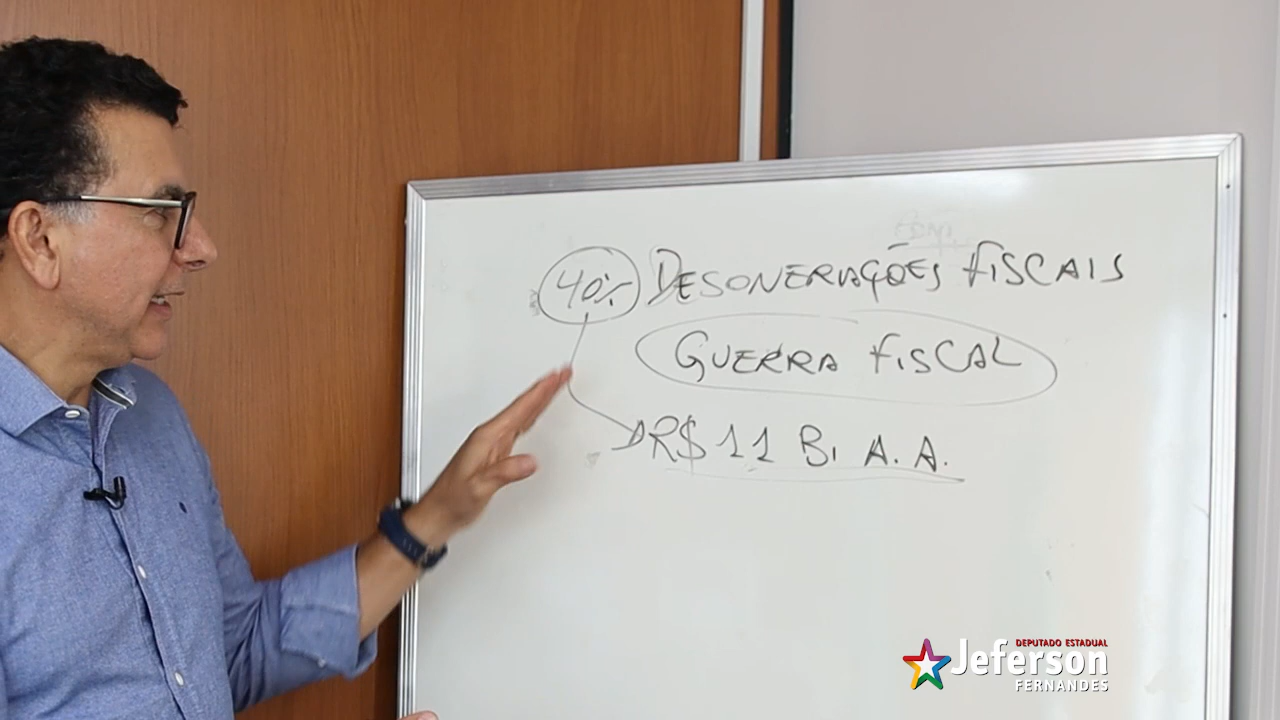 40% DESONERAÇÕES FISCAIS
GUERRA FISCAL
R$ 11 BI A. A.
DEPUTADO ESTADUAL
Jeferson
FERNANDES